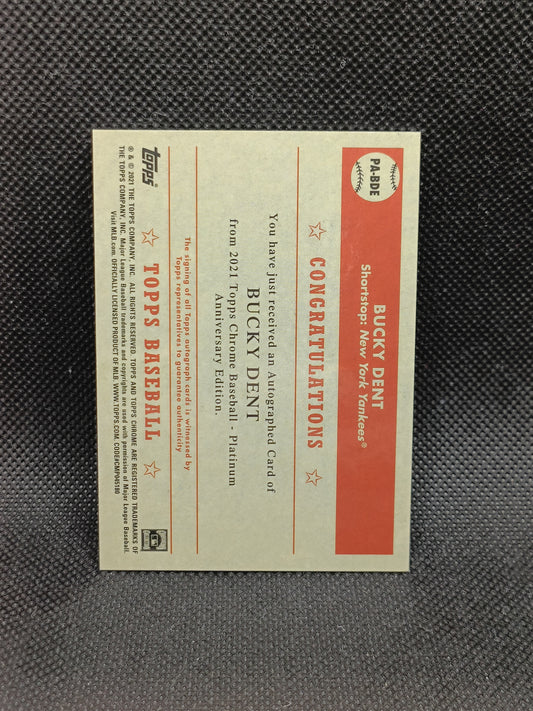 PA-BDE
BUCKY DENT
Shortstop: New York Yankees®
CONGRATULATIONS
You have just received an Autographed Card of
BUCKY DENT
from 2021 Topps Chrome Baseball - Platinum
Anniversary Edition.
The signing of all Topps autograph cards is witnessed by
Topps representatives to guarantee authenticity
TOPPS BASEBALL
topps
® & © 2021 THE TOPPS COMPANY, INC. ALL RIGHTS RESERVED. TOPPS AND TOPPS CHROME ARE REGISTERED TRADEMARKS OF
THE TOPPS COMPANY, INC. Major League Baseball trademarks and copyrights are used with permission of Major League Baseball.
Visit MLB.com. OFFICIALLY LICENSED PRODUCT OF MLB. WWW.TOPPS.COM. CODE#CMP085180